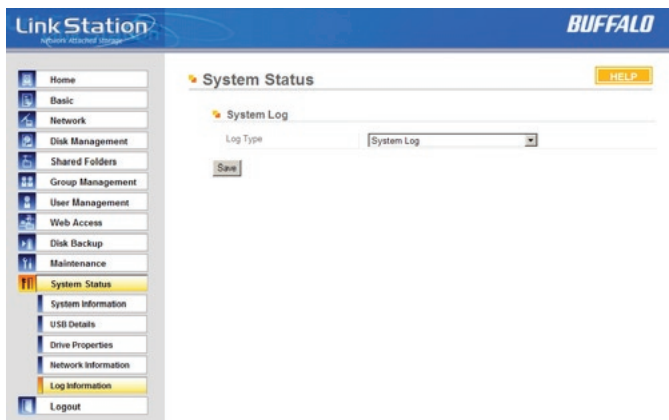 LinkStation
Network Attached Storage
BUFFALO
Home
Basic
Network
Disk Management
Shared Folders
Group Management
User Management
Web Access
Disk Backup
Maintenance
System Status
System Information
USB Details
Drive Properties
Network Information
Log Information
Logout
System Status
HELP
System Log
Log Type
System Log
Save